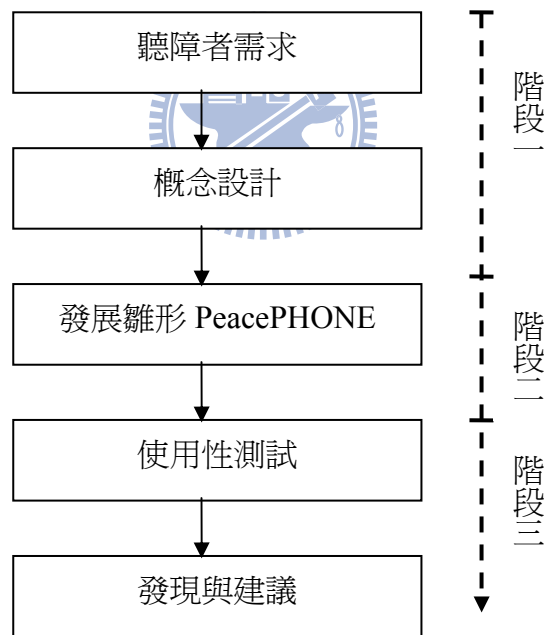 聽障者需求
階段一
概念設計
發展雛形 PeacePHONE
階段二
使用性測試
階段三
發現與建議